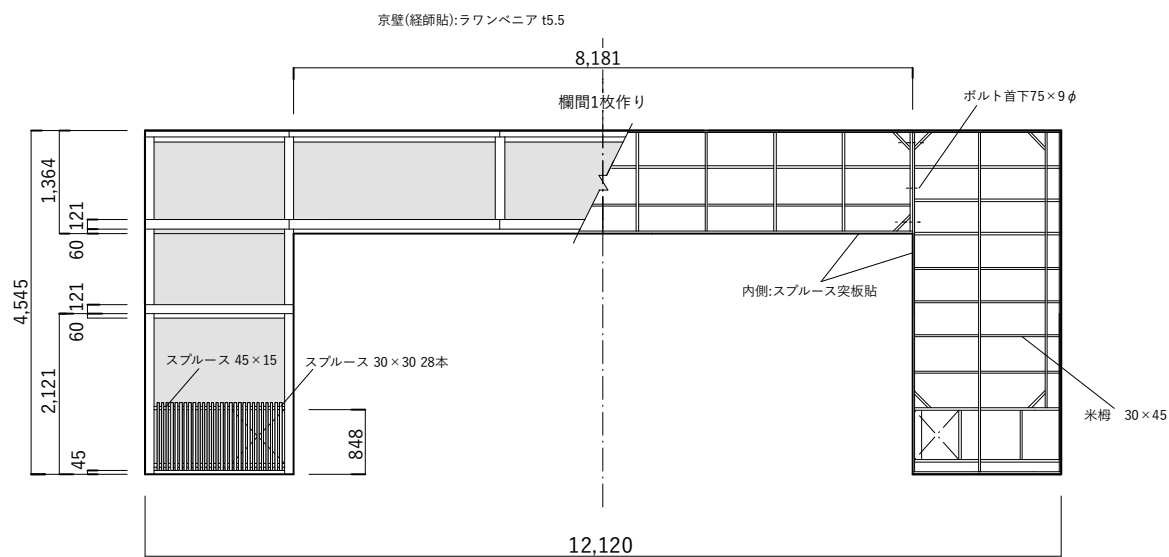 京壁(経師貼):ラワンベニア t5.5
8,181
欄間1枚作り
ボルト首下75×9φ
4,545
1,364
121
60
121
60
2,121
45
内側:スプルース突板貼
スプルース 45×15
スプルース 30×30 28本
848
米栂 30×45
12,120